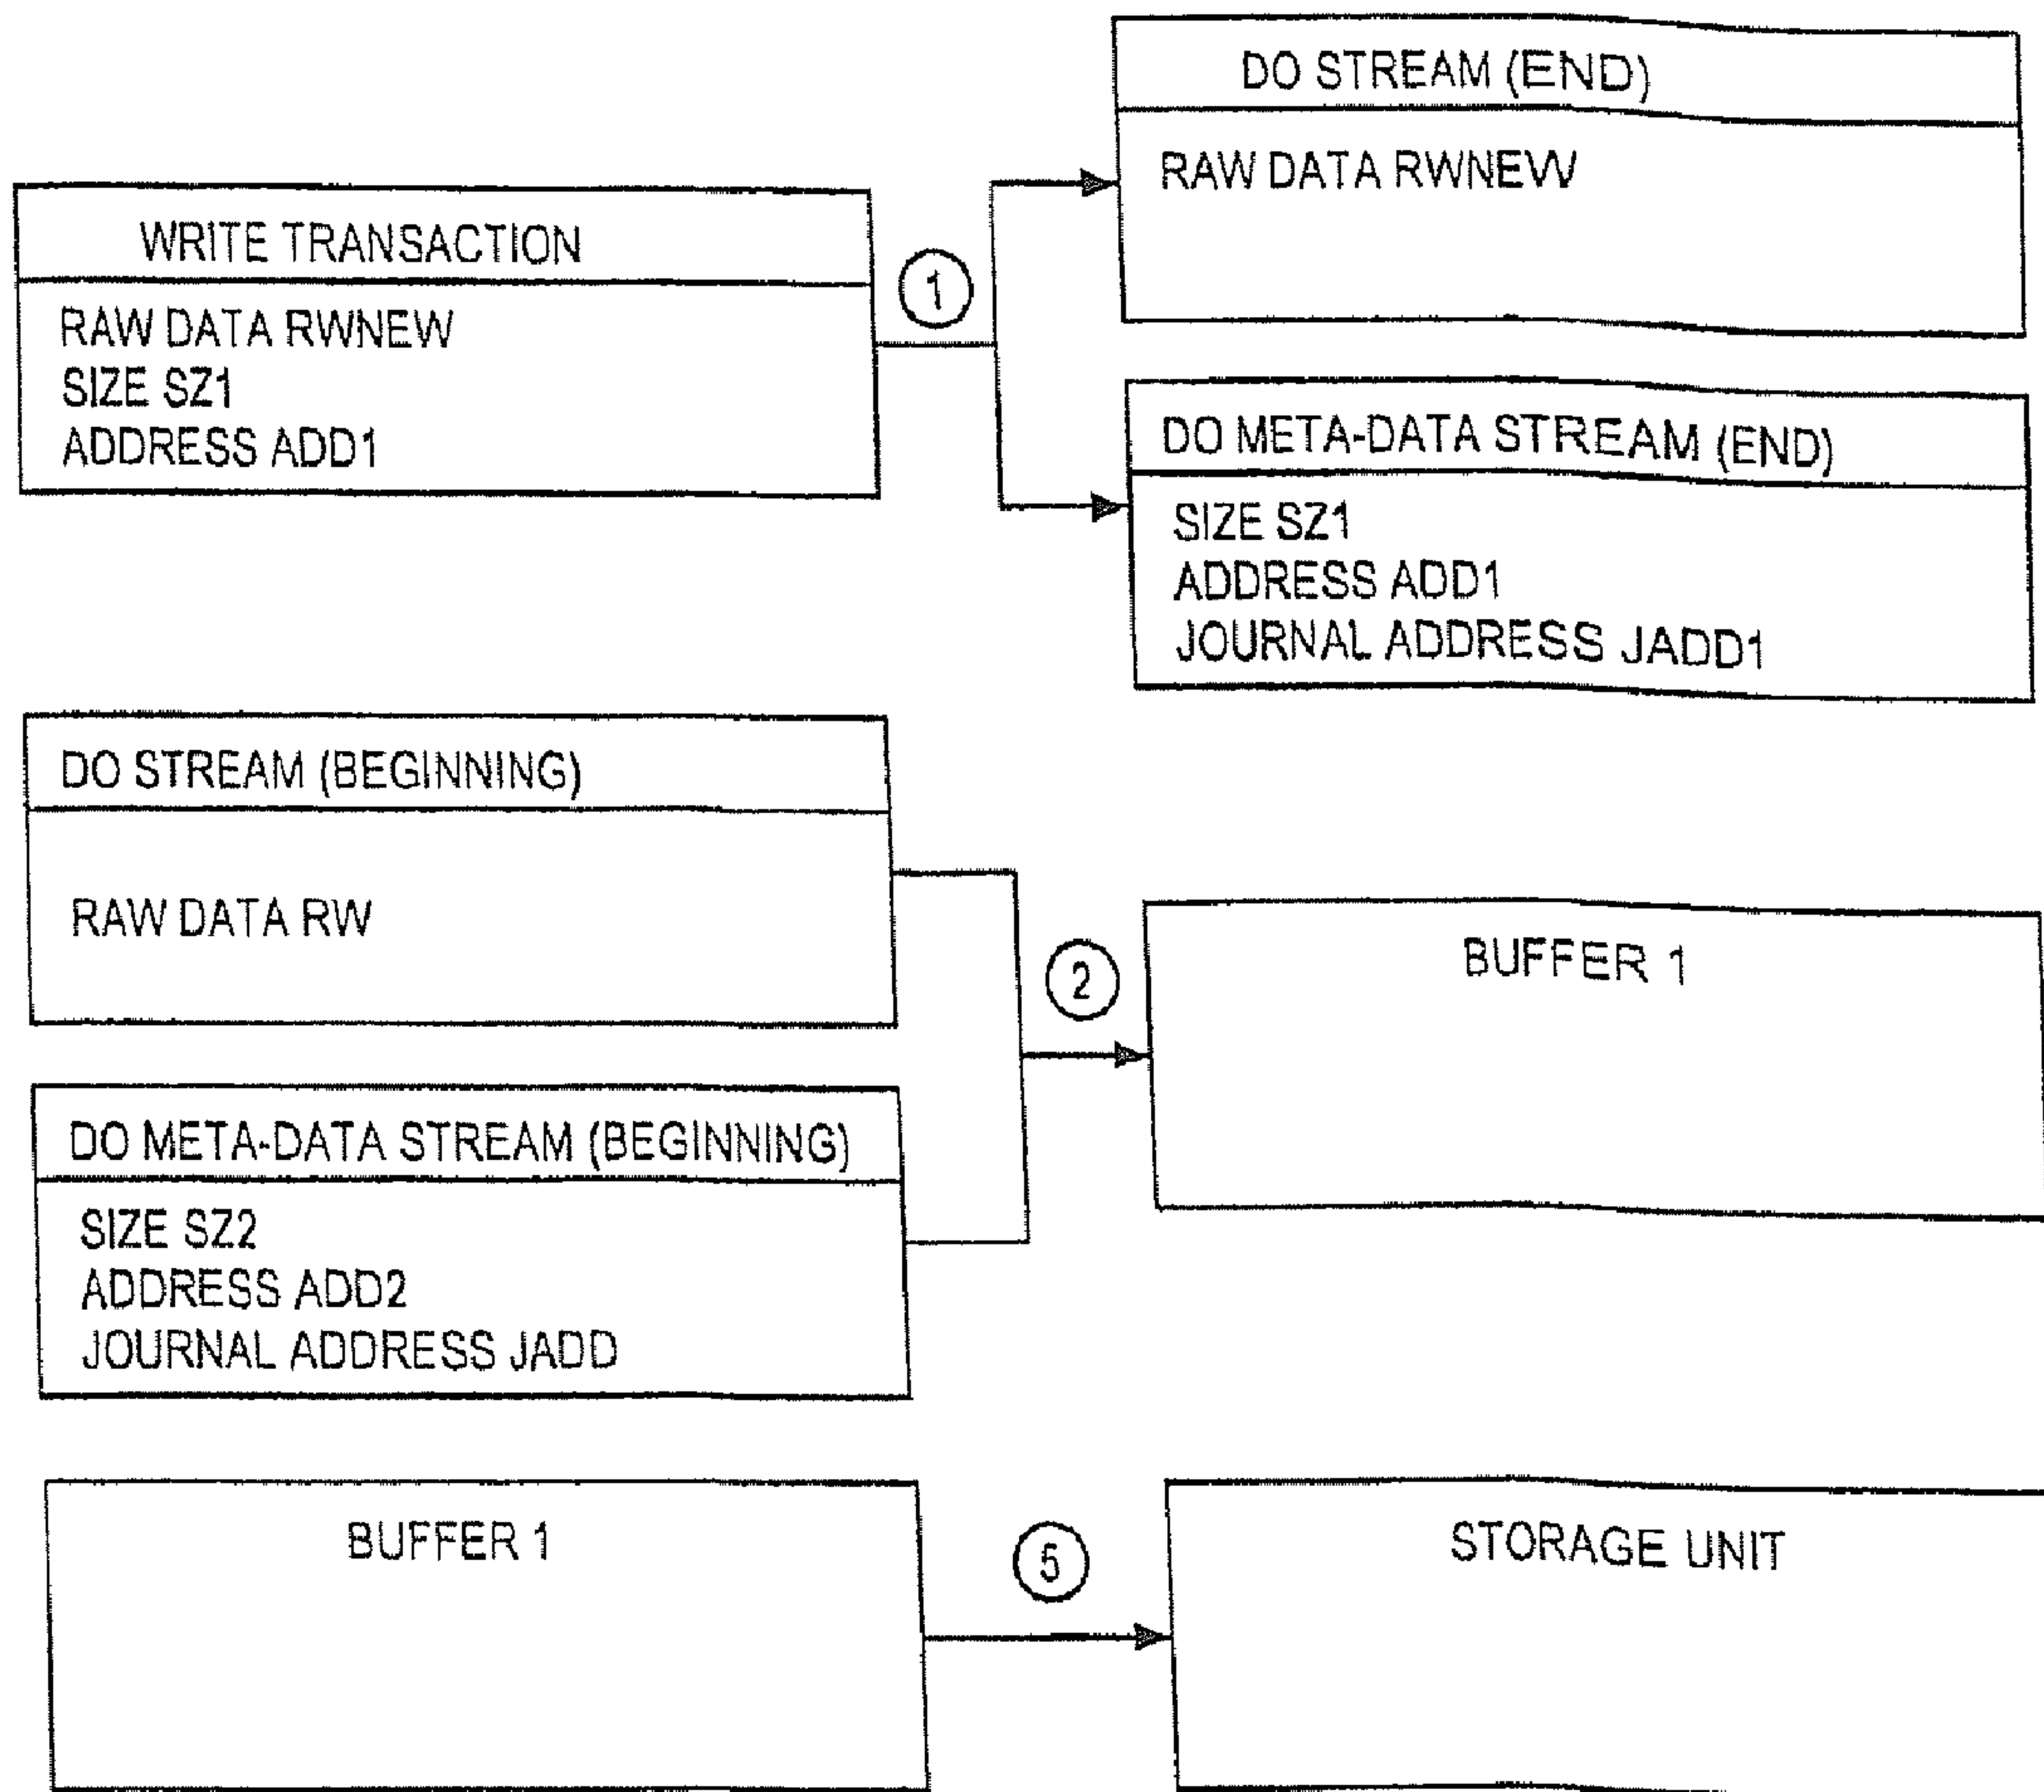 DO STREAM (END)
RAW DATA RWNEW
WRITE TRANSACTION
RAW DATA RWNEW
SIZE SZ1
ADDRESS ADD1
1
DO META-DATA STREAM (END)
SIZE SZ1
ADDRESS ADD1
JOURNAL ADDRESS JADD1
DO STREAM (BEGINNING)
RAW DATA RW
2
BUFFER 1
DO META-DATA STREAM (BEGINNING)
SIZE SZ2
ADDRESS ADD2
JOURNAL ADDRESS JADD
BUFFER 1
5
STORAGE UNIT